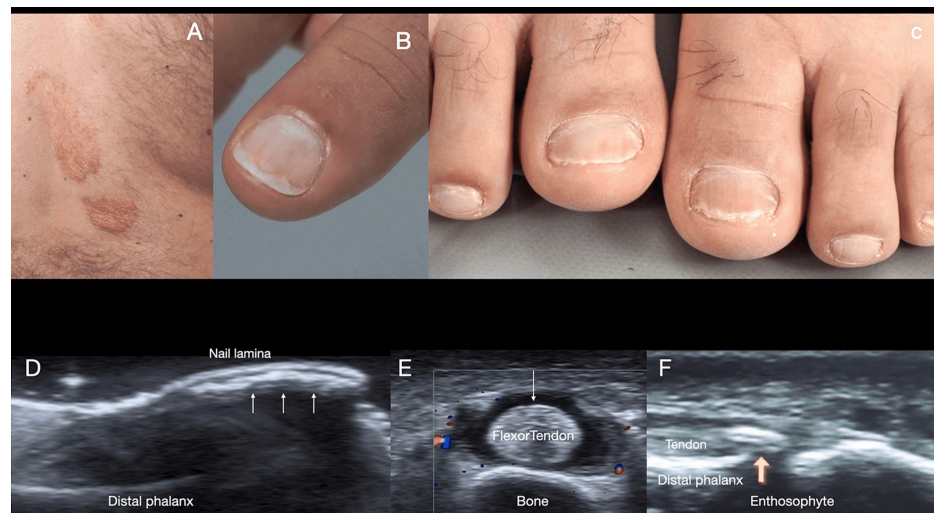 A
B
c
D
Nail lamina
Distal phalanx
E
FlexorTendon
Bone
F
Tendon
Distal phalanx
Enthosophyte